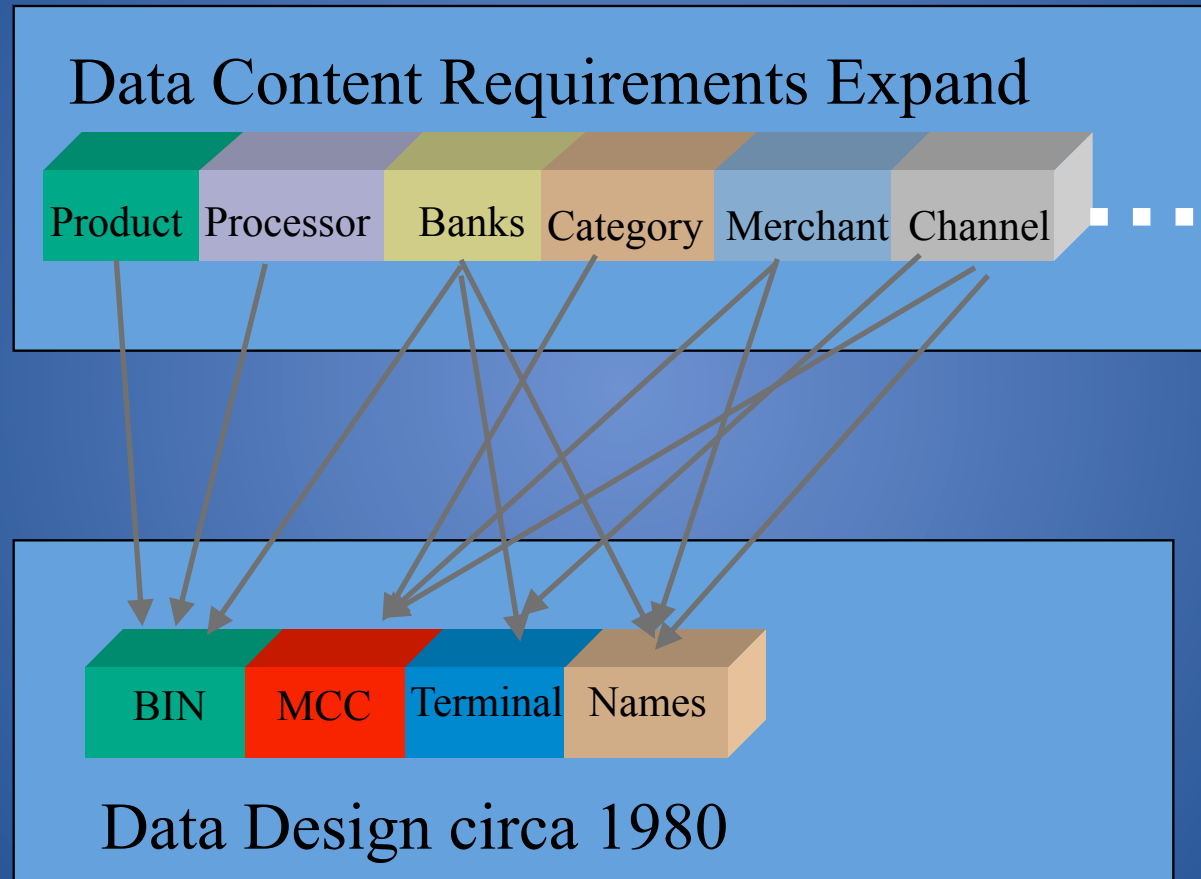 Data Content Requirements Expand
Product Processor Banks Category Merchant Channel
BIN MCC Terminal Names
Data Design circa 1980